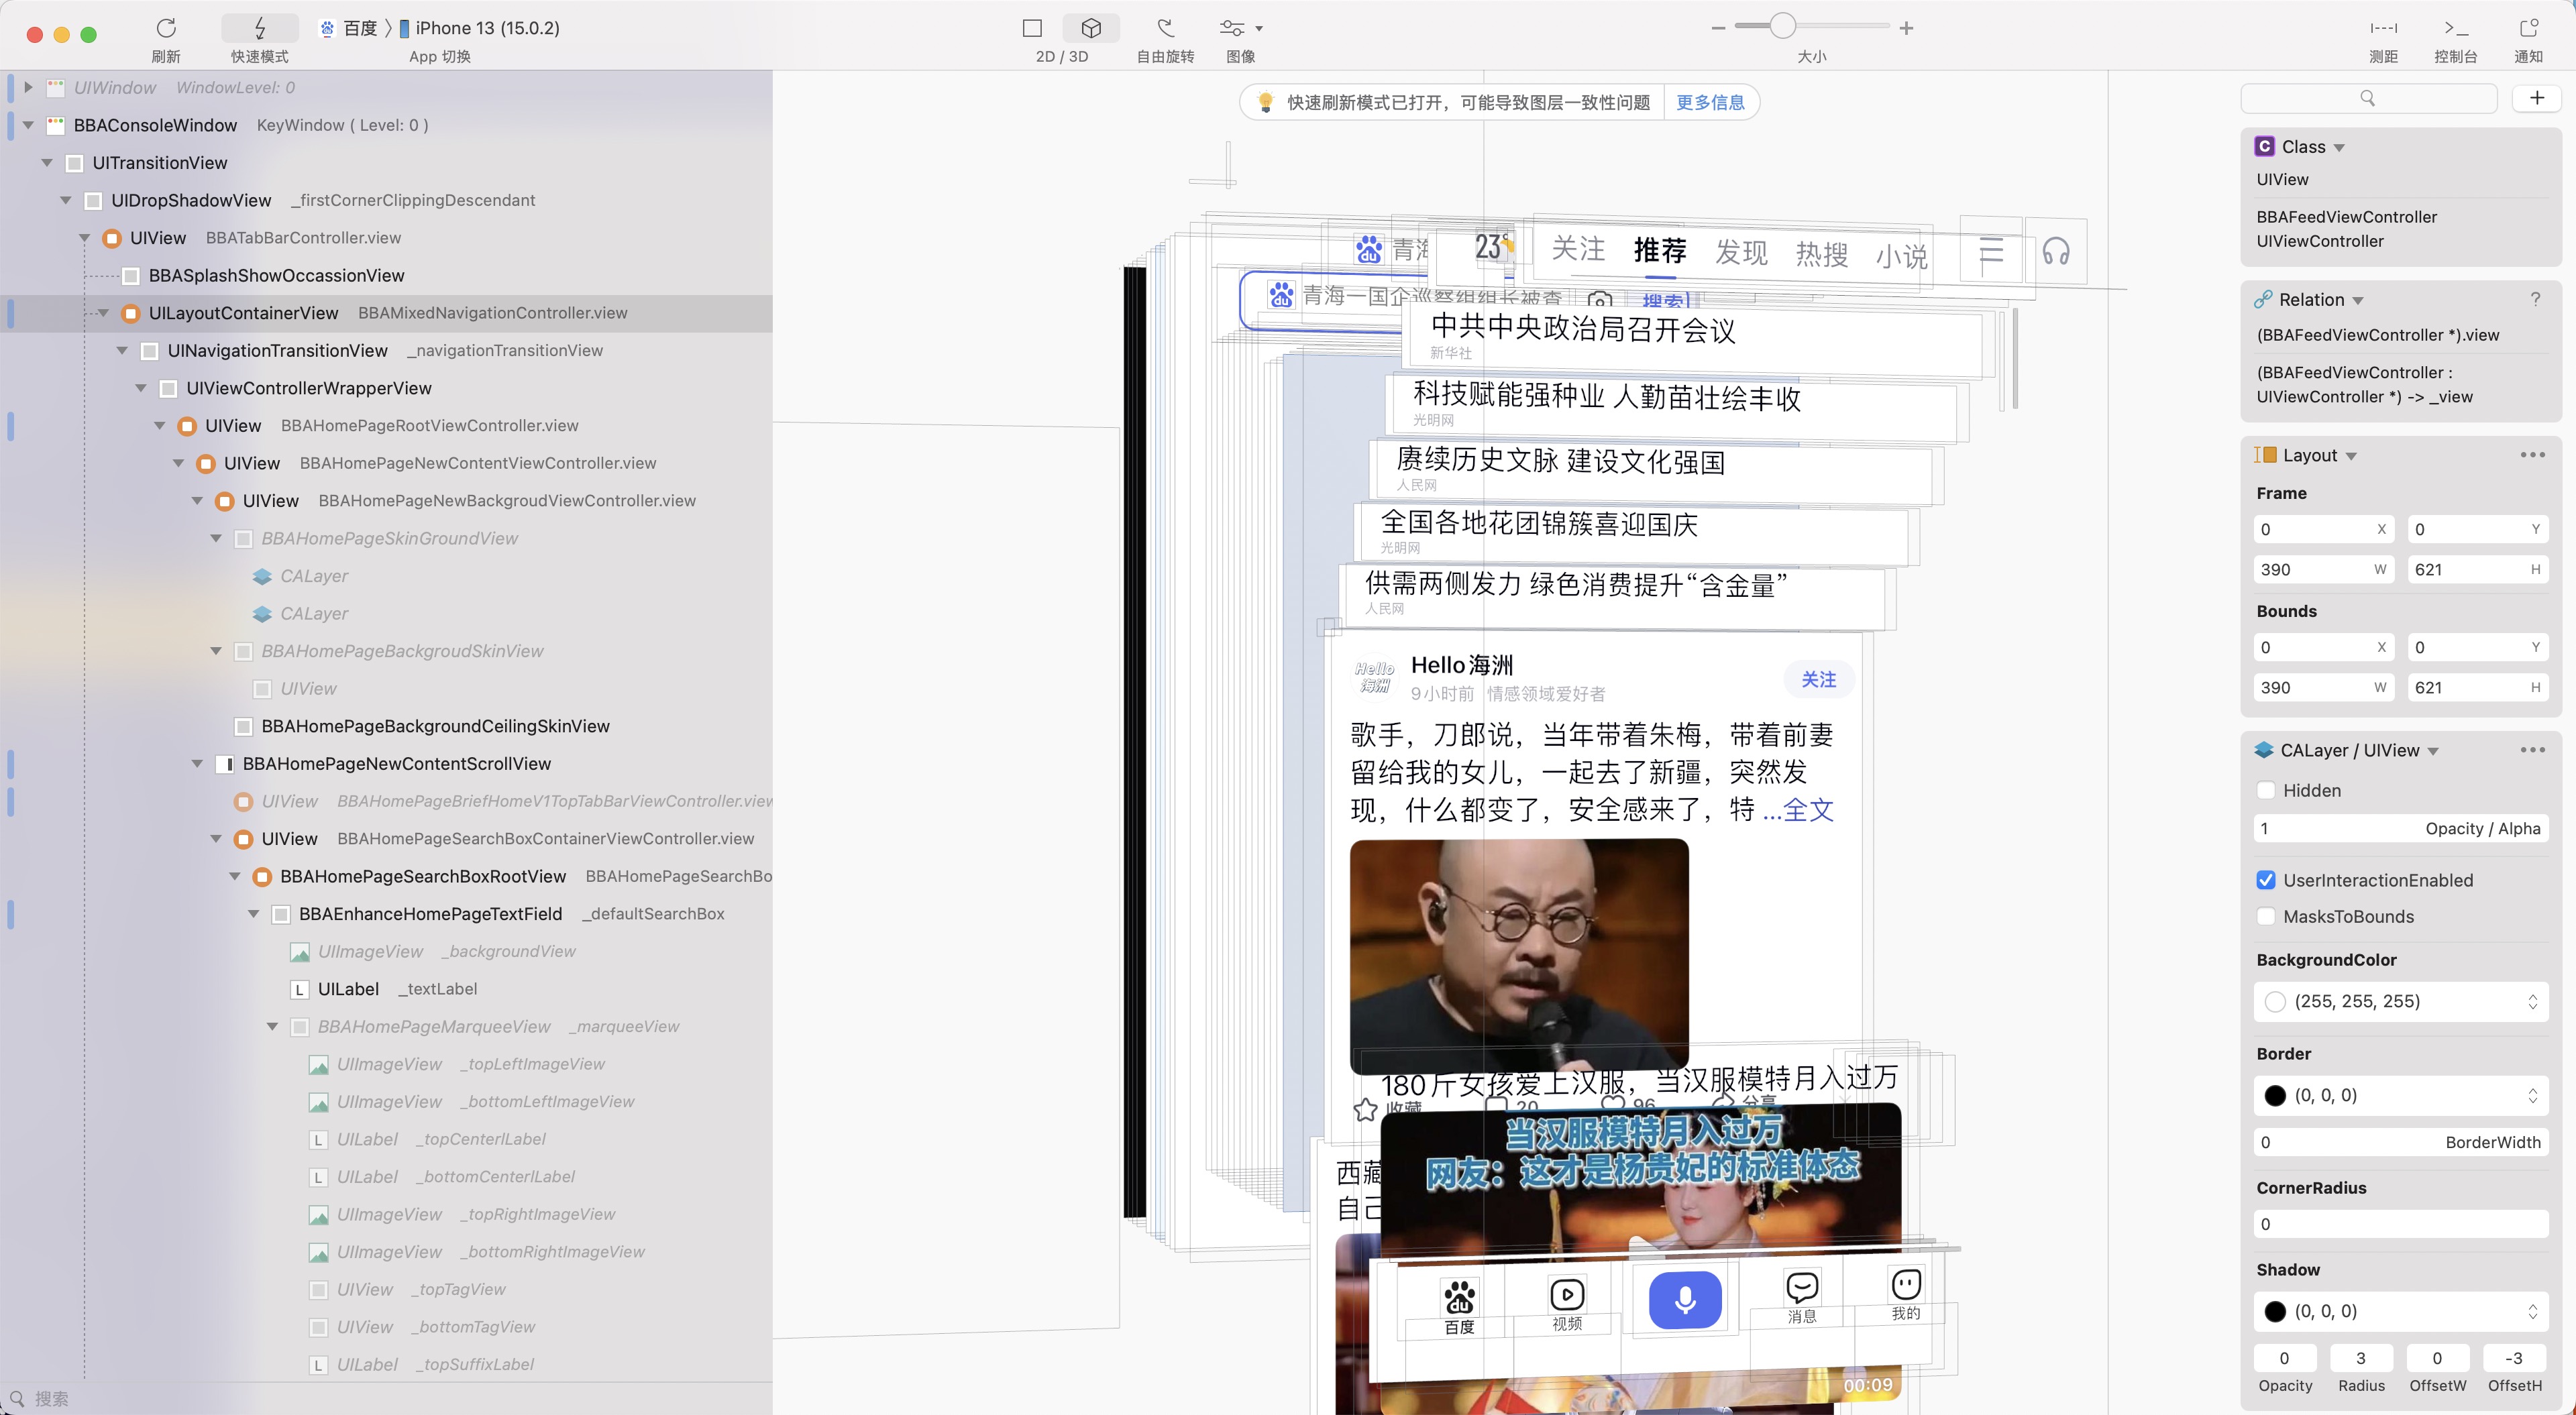 刷新
快速模式
百度 〉 iPhone 13 (15.0.2)
App 切换
2D / 3D
自由旋转
图像
大小
测距
控制台
通知
UIWindow WindowLevel: 0
BBAConsoleWindow KeyWindow ( Level: 0 )
UITransitionView
UIDropShadowView _firstCornerClippingDescendant
UIView BBATabBarController.view
BBASplashShowOccassionView
UILayoutContainerView BBAMixedNavigationController.view
UINavigationTransitionView _navigationTransitionView
UIViewControllerWrapperView
UIView BBAHomePageRootViewController.view
UIView BBAHomePageNewContentViewController.view
UIView BBAHomePageNewBackgroudViewController.view
BBAHomePageSkinGroundView
CALayer
CALayer
BBAHomePageBackgroudSkinView
UIView
BBAHomePageBackgroundCeilingSkinView
BBAHomePageNewContentScrollView
UIView BBAHomePageBriefHomeV1TopTabBarViewController.view
UIView BBAHomePageSearchBoxContainerViewController.view
BBAHomePageSearchBoxRootView BBAHomePageSearchBo
BBAEnhanceHomePageTextField _defaultSearchBox
UIImageView _backgroundView
L UILabel _textLabel
BBAHomePageMarqueeView _marqueeView
UIImageView _topLeftImageView
UIImageView _bottomLeftImageView
L UILabel _topCenterlLabel
L UILabel _bottomCenterlLabel
UIImageView _topRightImageView
UIImageView _bottomRightImageView
UIView _topTagView
UIView _bottomTagView
L UILabel _topSuffixLabel
搜索
快速刷新模式已打开，可能导致图层一致性问题 更多信息
du 青海 23° 关注 推荐 发现 热搜 小说
du 青海一国企巡察组组长被查 搜索
中共中央政治局召开会议
新华社
科技赋能强种业 人勤苗壮绘丰收
光明网
赓续历史文脉 建设文化强国
人民网
全国各地花团锦簇喜迎国庆
光明网
供需两侧发力 绿色消费提升“含金量”
人民网
Hello 海洲
Hello海洲
9小时前 情感领域爱好者
关注
歌手，刀郎说，当年带着朱梅，带着前妻
留给我的女儿，一起去了新疆，突然发
现，什么都变了，安全感来了，特 ...全文
180斤女孩爱上汉服，当汉服模特月入过万
收藏 20 96 分享
当汉服模特月入过万
网友：这才是杨贵妃的标准体态
西藏
自己
du
百度 视频 消息 我的
00:09
C Class
UIView
BBAFeedViewController
UIViewController
Relation ?
(BBAFeedViewController *).view
(BBAFeedViewController :
UIViewController *) -> _view
Layout
Frame
0 X 0 Y
390 W 621 H
Bounds
0 X 0 Y
390 W 621 H
CALayer / UIView
Hidden
1 Opacity / Alpha
UserInteractionEnabled
MasksToBounds
BackgroundColor
(255, 255, 255)
Border
(0, 0, 0)
0 BorderWidth
CornerRadius
0
Shadow
(0, 0, 0)
0 3 0 -3
Opacity Radius OffsetW OffsetH